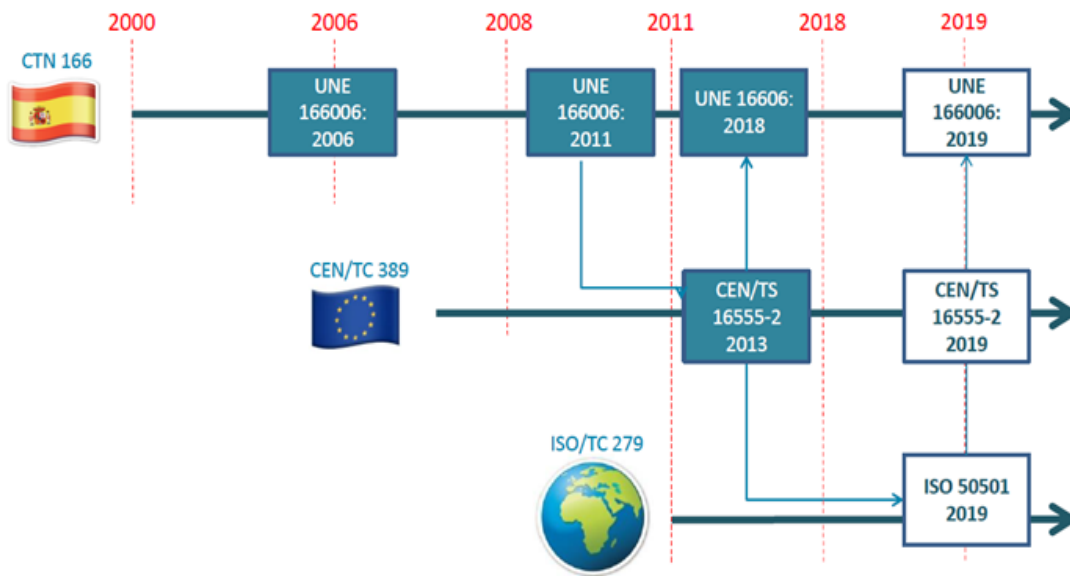 2000 2006 2008 2011 2018 2019
CTN 166
UNE
166006:
2006
UNE
166006:
2011
UNE 16606:
2018
UNE
166006:
2019
CEN/TC 389
CEN/TS
16555-2
2013
CEN/TS
16555-2
2019
ISO/TC 279
ISO 50501
2019